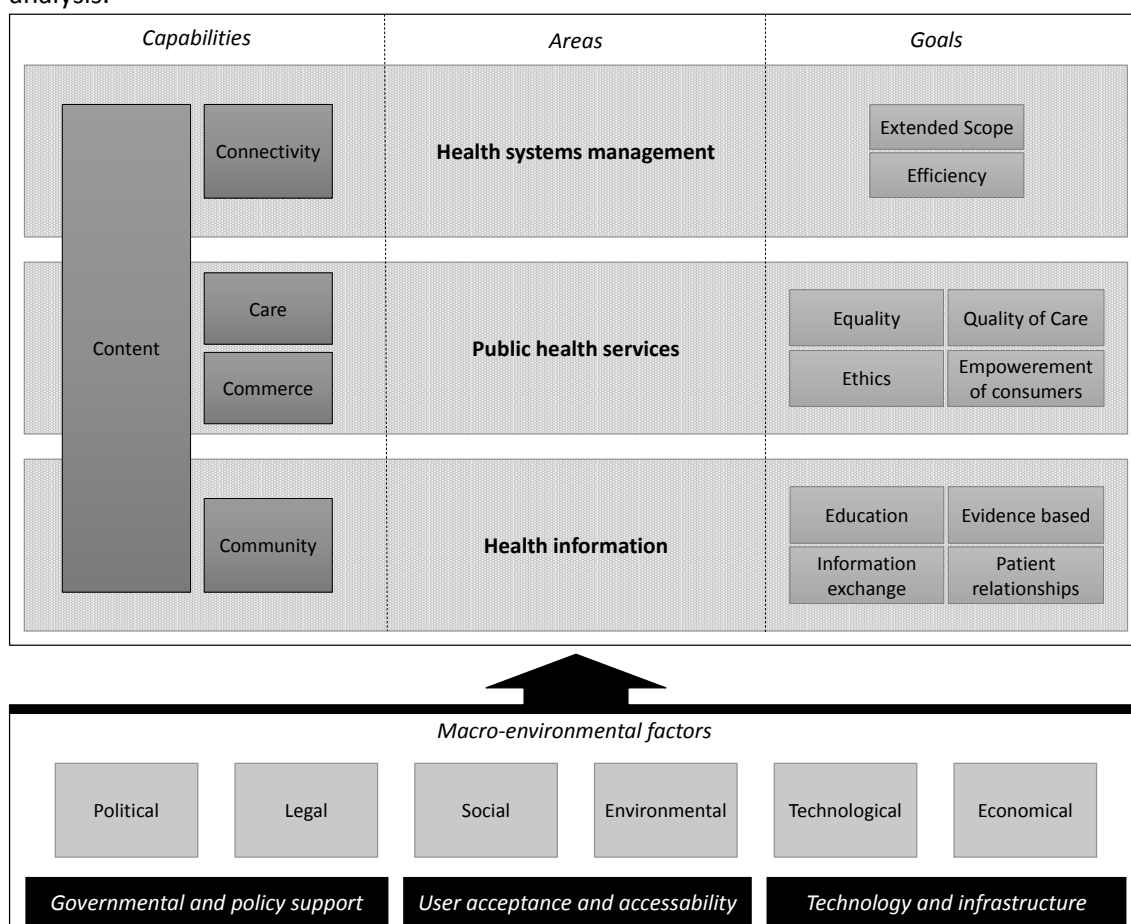 analysis.
Capabilities
Areas
Goals
Connectivity
Health systems management
Extended Scope
Efficiency
Content
Care
Commerce
Public health services
Equality
Quality of Care
Ethics
Empowerement
of consumers
Community
Health information
Education
Evidence based
Information
exchange
Patient
relationships
Macro-environmental factors
Political
Legal
Social
Environmental
Technological
Economical
Governmental and policy support
User acceptance and accessability
Technology and infrastructure